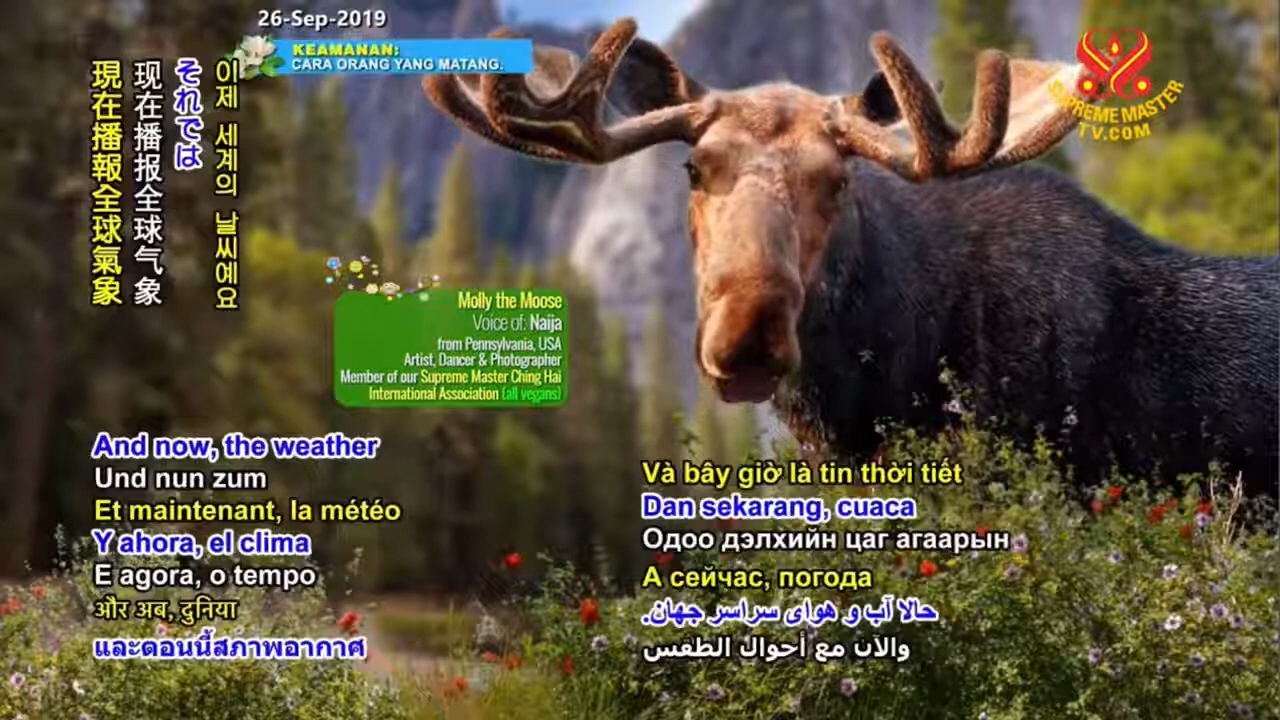 26-Sep-2019
KEAMANAN:
CARA ORANG YANG MATANG.
SUPREME MASTER
TV.COM
現在播報全球氣象
现在播报全球气象
それでは
이제 세계의 날씨예요
Molly the Moose
Voice of: Naija
from Pennsylvania, USA
Artist, Dancer & Photographer
Member of our Supreme Master Ching Hai
International Association (all vegans)
And now, the weather
Und nun zum
Et maintenant, la météo
Y ahora, el clima
E agora, o tempo
और अब, दुनिया
และตอนนี้สภาพอากาศ
Và bây giờ là tin thời tiết
Dan sekarang, cuaca
Одоо дэлхийн цаг агаарын
А сейчас, погода
حالا آب و هوای سراسر جهان.
والآن مع أحوال الطقس